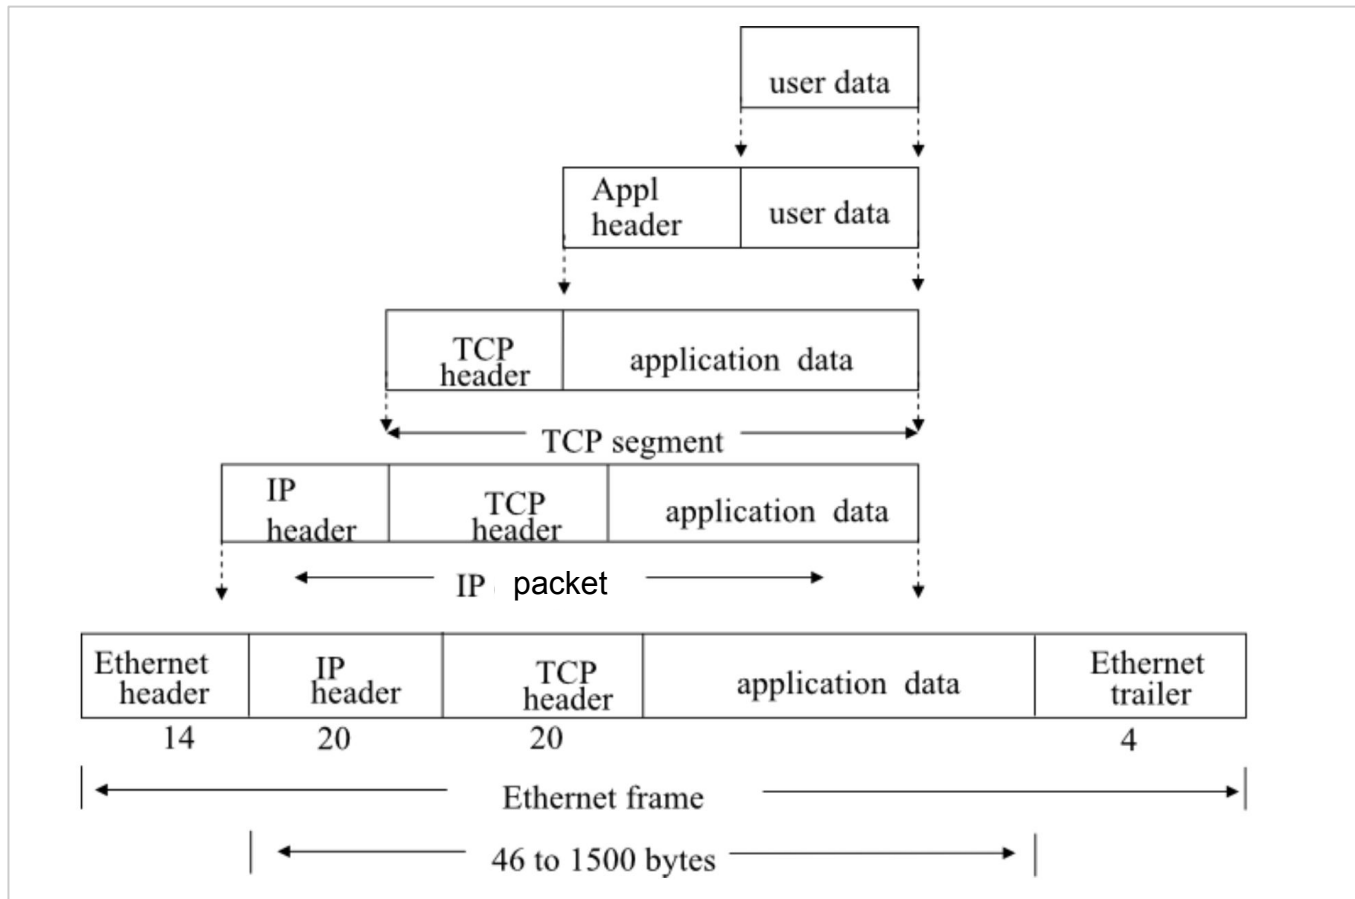 user data
Appl
header
user data
TCP
header
application data
TCP segment
IP
header
TCP
header
application data
IP packet
Ethernet
header
IP
header
TCP
header
application data
Ethernet
trailer
14
20
20
4
Ethernet frame
46 to 1500 bytes